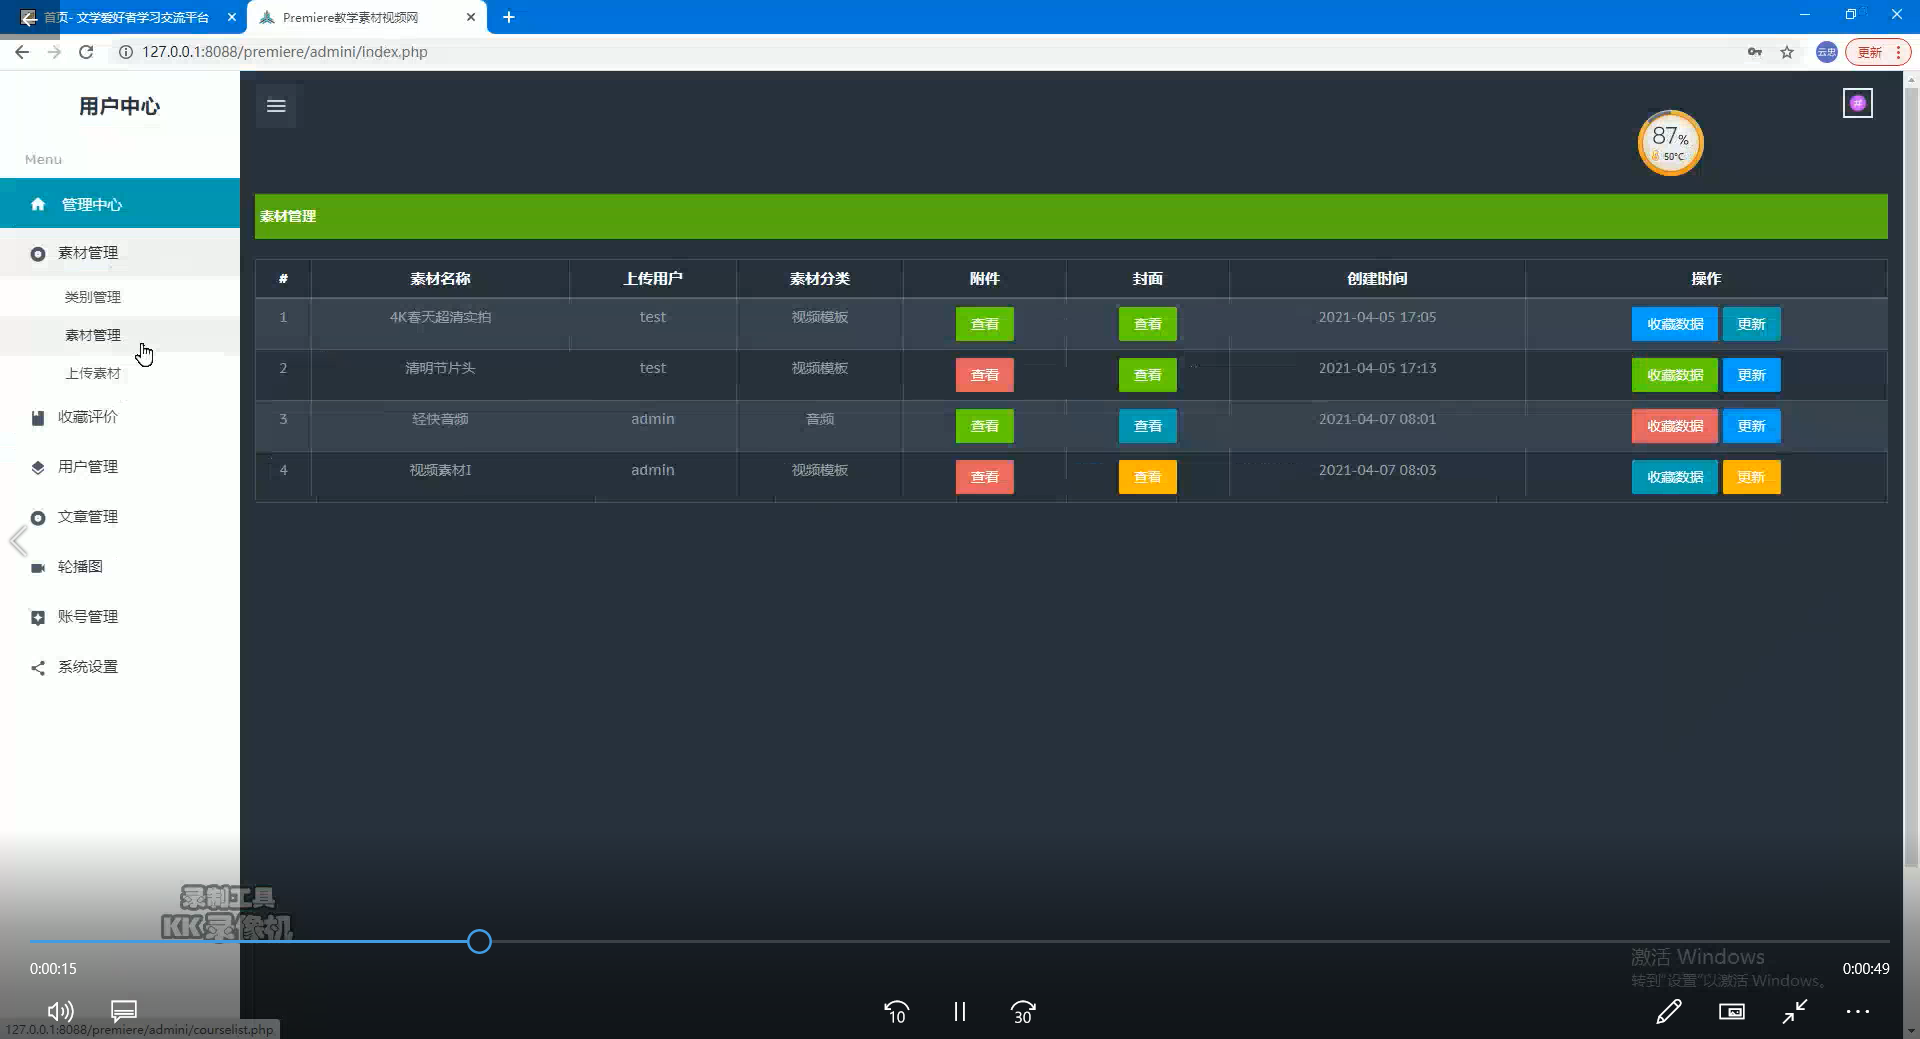 首页- 文学爱好者学习交流平台
Premiere教学素材视频网
127.0.0.1:8088/premiere/admini/index.php
云忠
更新
用户中心
Menu
管理中心
素材管理
类别管理
素材管理
上传素材
收藏评价
用户管理
文章管理
轮播图
账号管理
系统设置
87%
50°C
素材管理
# 素材名称 上传用户 素材分类 附件 封面 创建时间 操作
1 4K春天超清实拍 test 视频模板 查看 查看 2021-04-05 17:05 收藏数据 更新
2 清明节片头 test 视频模板 查看 查看 2021-04-05 17:13 收藏数据 更新
3 轻快音频 admin 音频 查看 查看 2021-04-07 08:01 收藏数据 更新
4 视频素材I admin 视频模板 查看 查看 2021-04-07 08:03 收藏数据 更新
录制工具
KK录像机
激活 Windows
转到"设置"以激活 Windows。
0:00:15
0:00:49
10
30
127.0.0.1:8088/premiere/admini/courselist.php